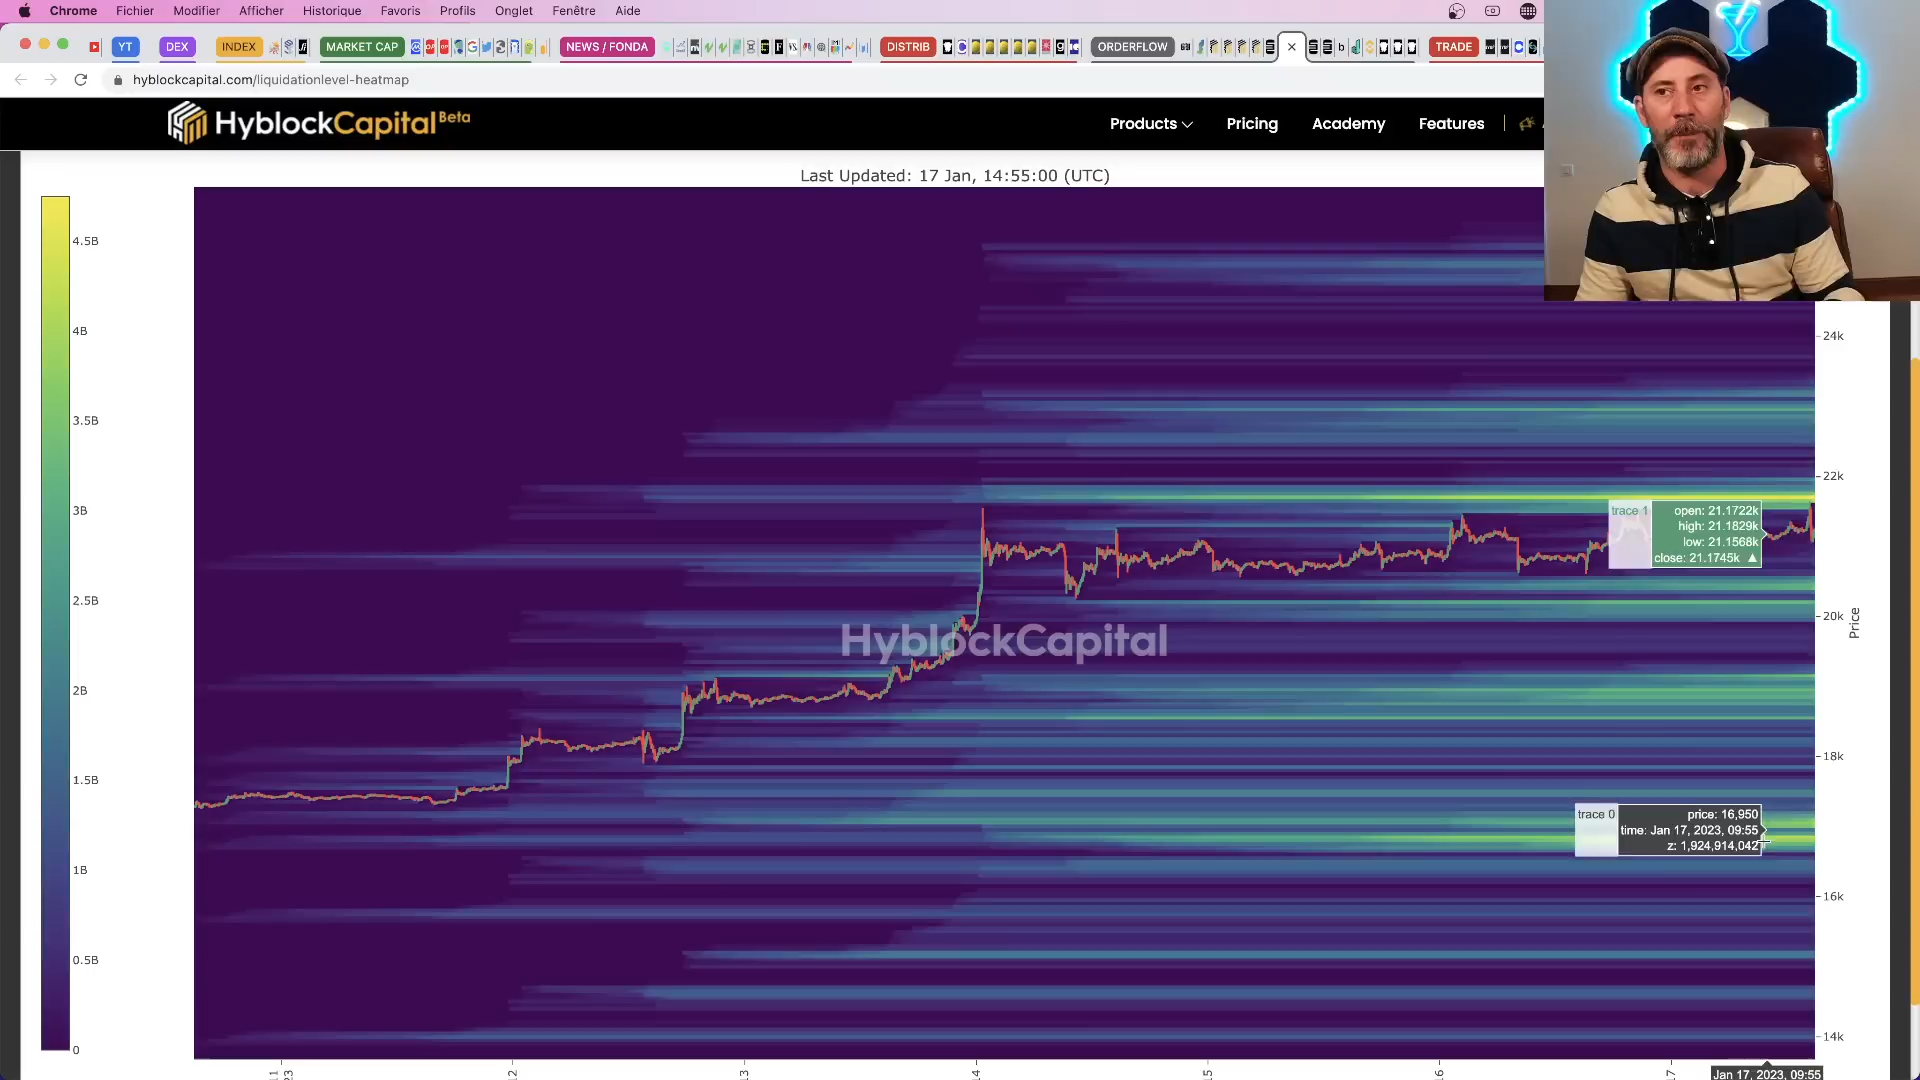 Chrome Fichier Modifier Afficher Historique Favoris Profils Onglet Fenêtre Aide
YT DEX INDEX MARKET CAP NEWS / FONDA DISTRIB ORDERFLOW TRADE
hyblockcapital.com/liquidationlevel-heatmap
HyblockCapital Beta
Products Pricing Academy Features
Last Updated: 17 Jan, 14:55:00 (UTC)
4.5B
4B
3.5B
3B
2.5B
2B
1.5B
1B
0.5B
0
24k
22k
20k
18k
16k
14k
Price
trace 1
open: 21.1722k
high: 21.1829k
low: 21.1568k
close: 21.1745k ▲
HyblockCapital
trace 0
price: 16,950
time: Jan 17, 2023, 09:55
z: 1,924,914,042
Jan 17, 2023, 09:55